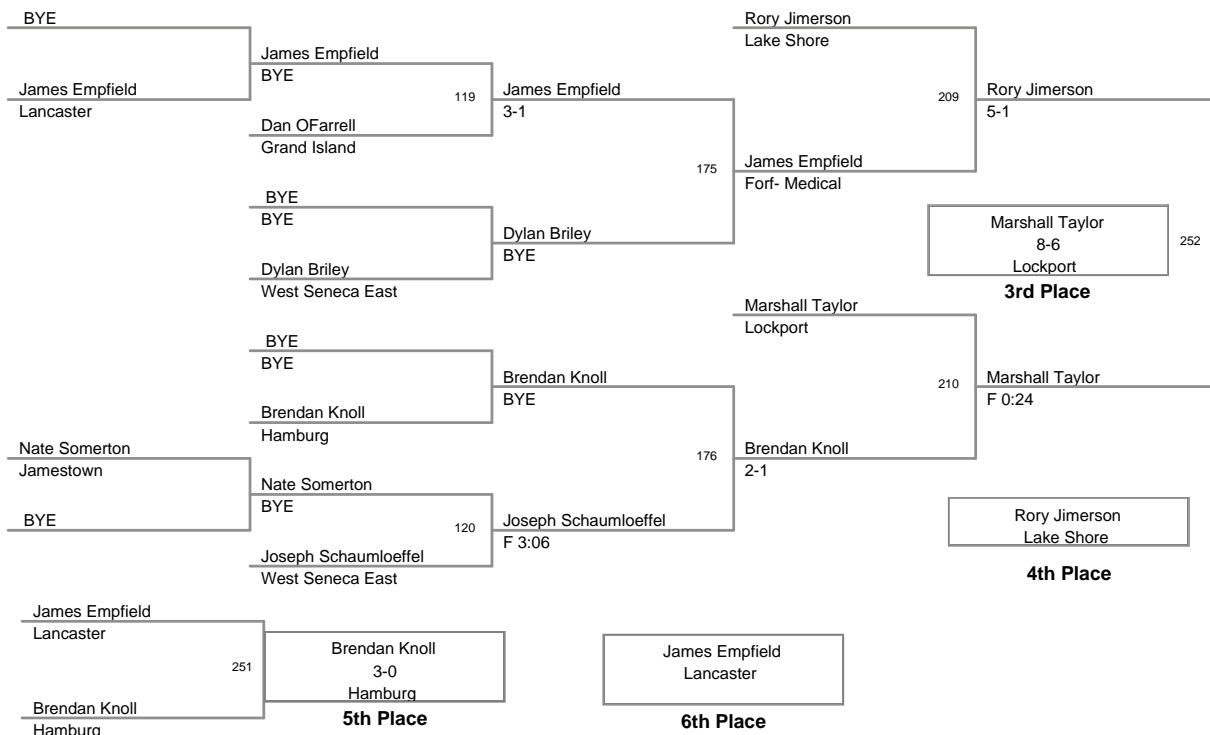 BYE
James Empfield
Lancaster
James Empfield
BYE
119
Dan OFarrell
Grand Island
BYE
BYE
Dylan Briley
West Seneca East
James Empfield
3-1
175
Dylan Briley
BYE
Rory Jimerson
Lake Shore
209
James Empfield
Forf- Medical
Rory Jimerson
5-1
Marshall Taylor
8-6
Lockport
252
3rd Place
BYE
BYE
Brendan Knoll
Hamburg
Nate Somerton
Jamestown
BYE
Nate Somerton
BYE
120
Joseph Schaumloeffel
West Seneca East
Brendan Knoll
BYE
176
Joseph Schaumloeffel
F 3:06
Marshall Taylor
Lockport
210
Brendan Knoll
2-1
Marshall Taylor
F 0:24
Rory Jimerson
Lake Shore
4th Place
James Empfield
Lancaster
251
Brendan Knoll
Hamburg
Brendan Knoll
3-0
Hamburg
5th Place
James Empfield
Lancaster
6th Place